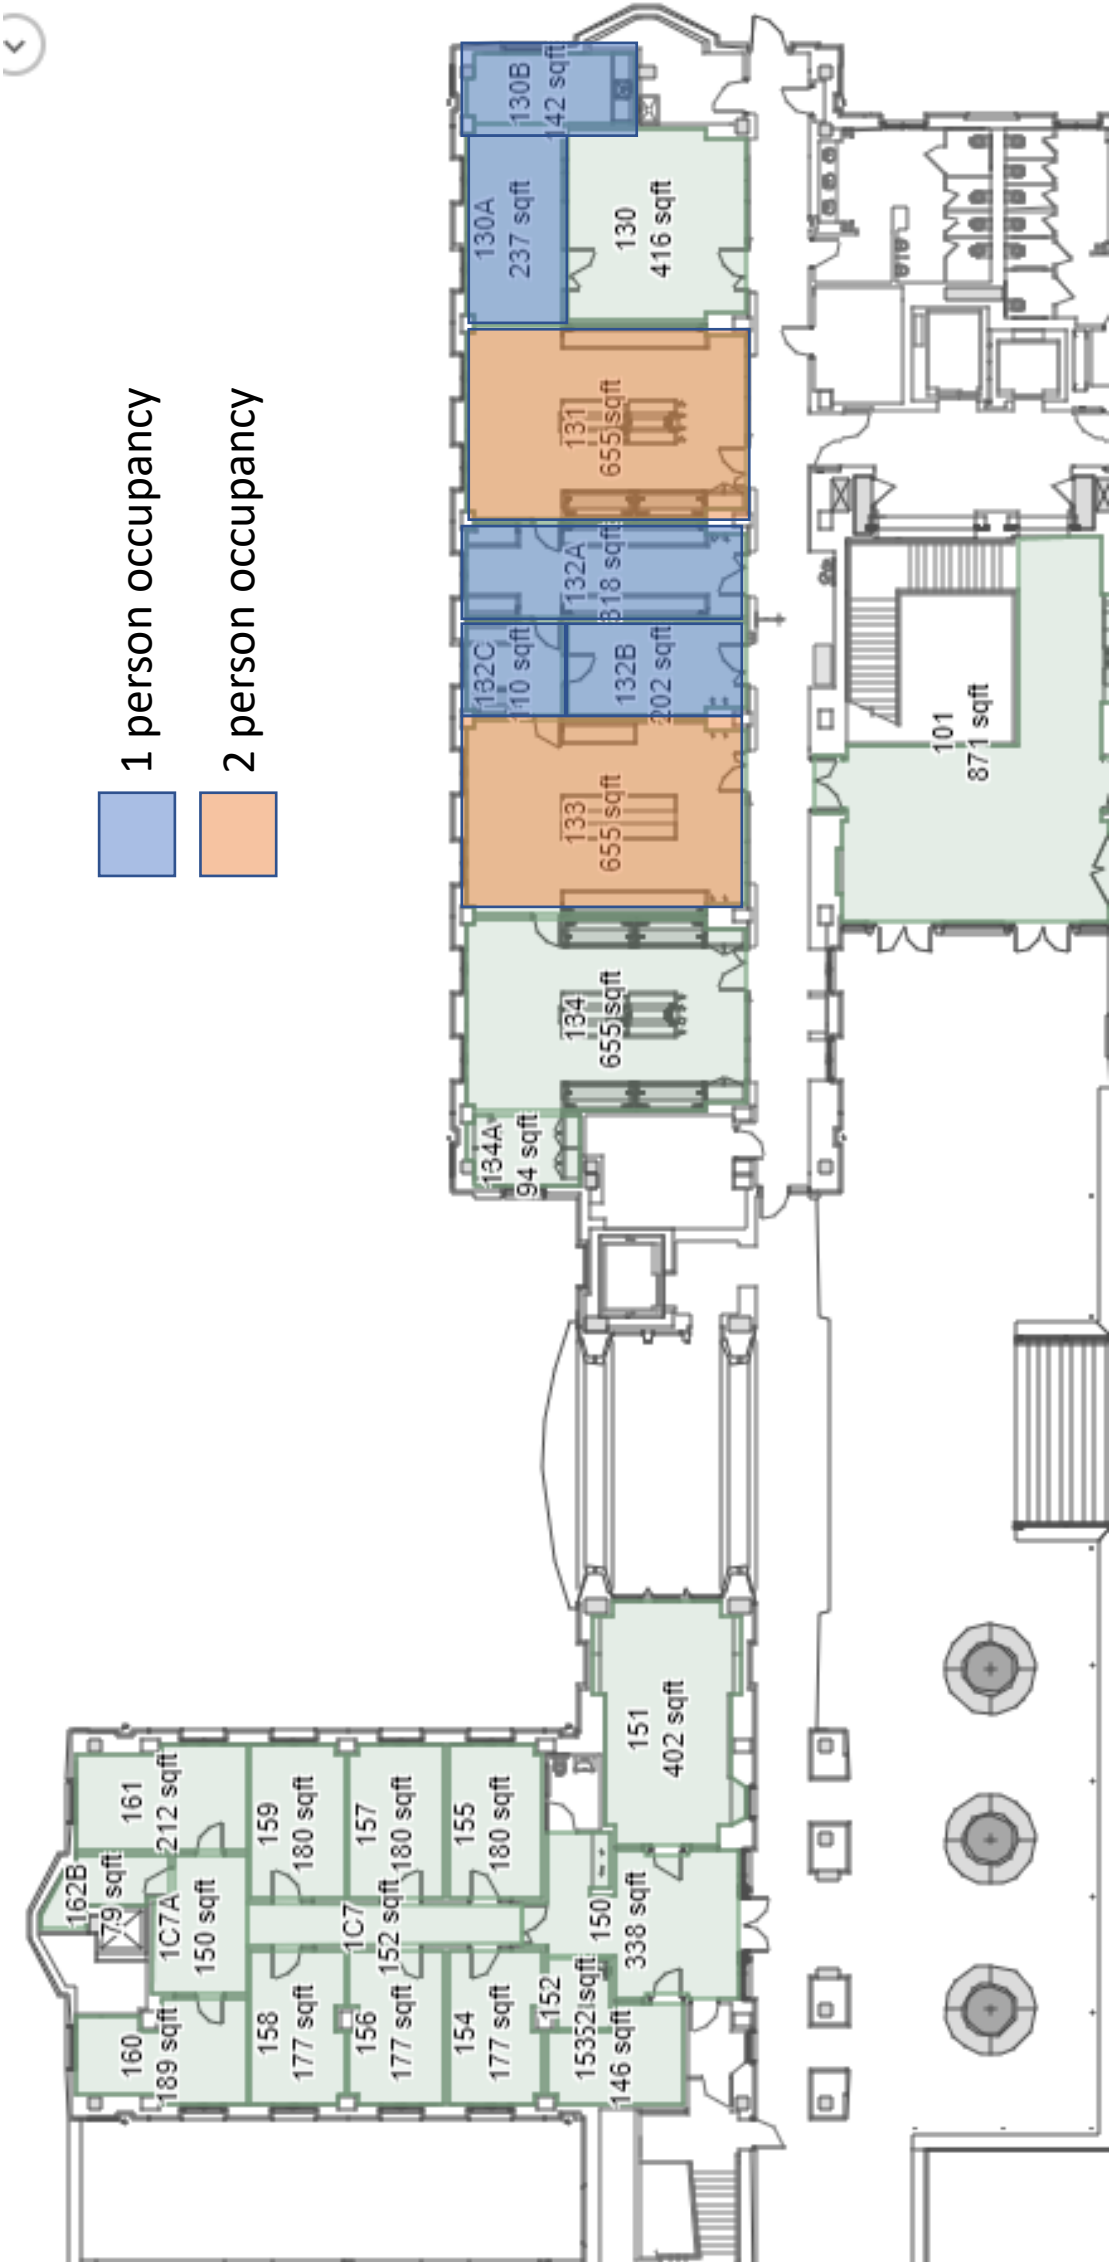 1 person occupancy
2 person occupancy
130B
142 sqft
130A
237 sqft
130
416 sqft
131
655 sqft
132A
318 sqft
132C
110 sqft
132B
202 sqft
133
655 sqft
134
655 sqft
134A
94 sqft
101
871 sqft
151
402 sqft
161
212 sqft
162B
79 sqft
159
180 sqft
157
180 sqft
155
180 sqft
1C7A
150 sqft
1C7
152 sqft
150
338 sqft
160
189 sqft
158
177 sqft
156
177 sqft
154
177 sqft
152
153
146 sqft